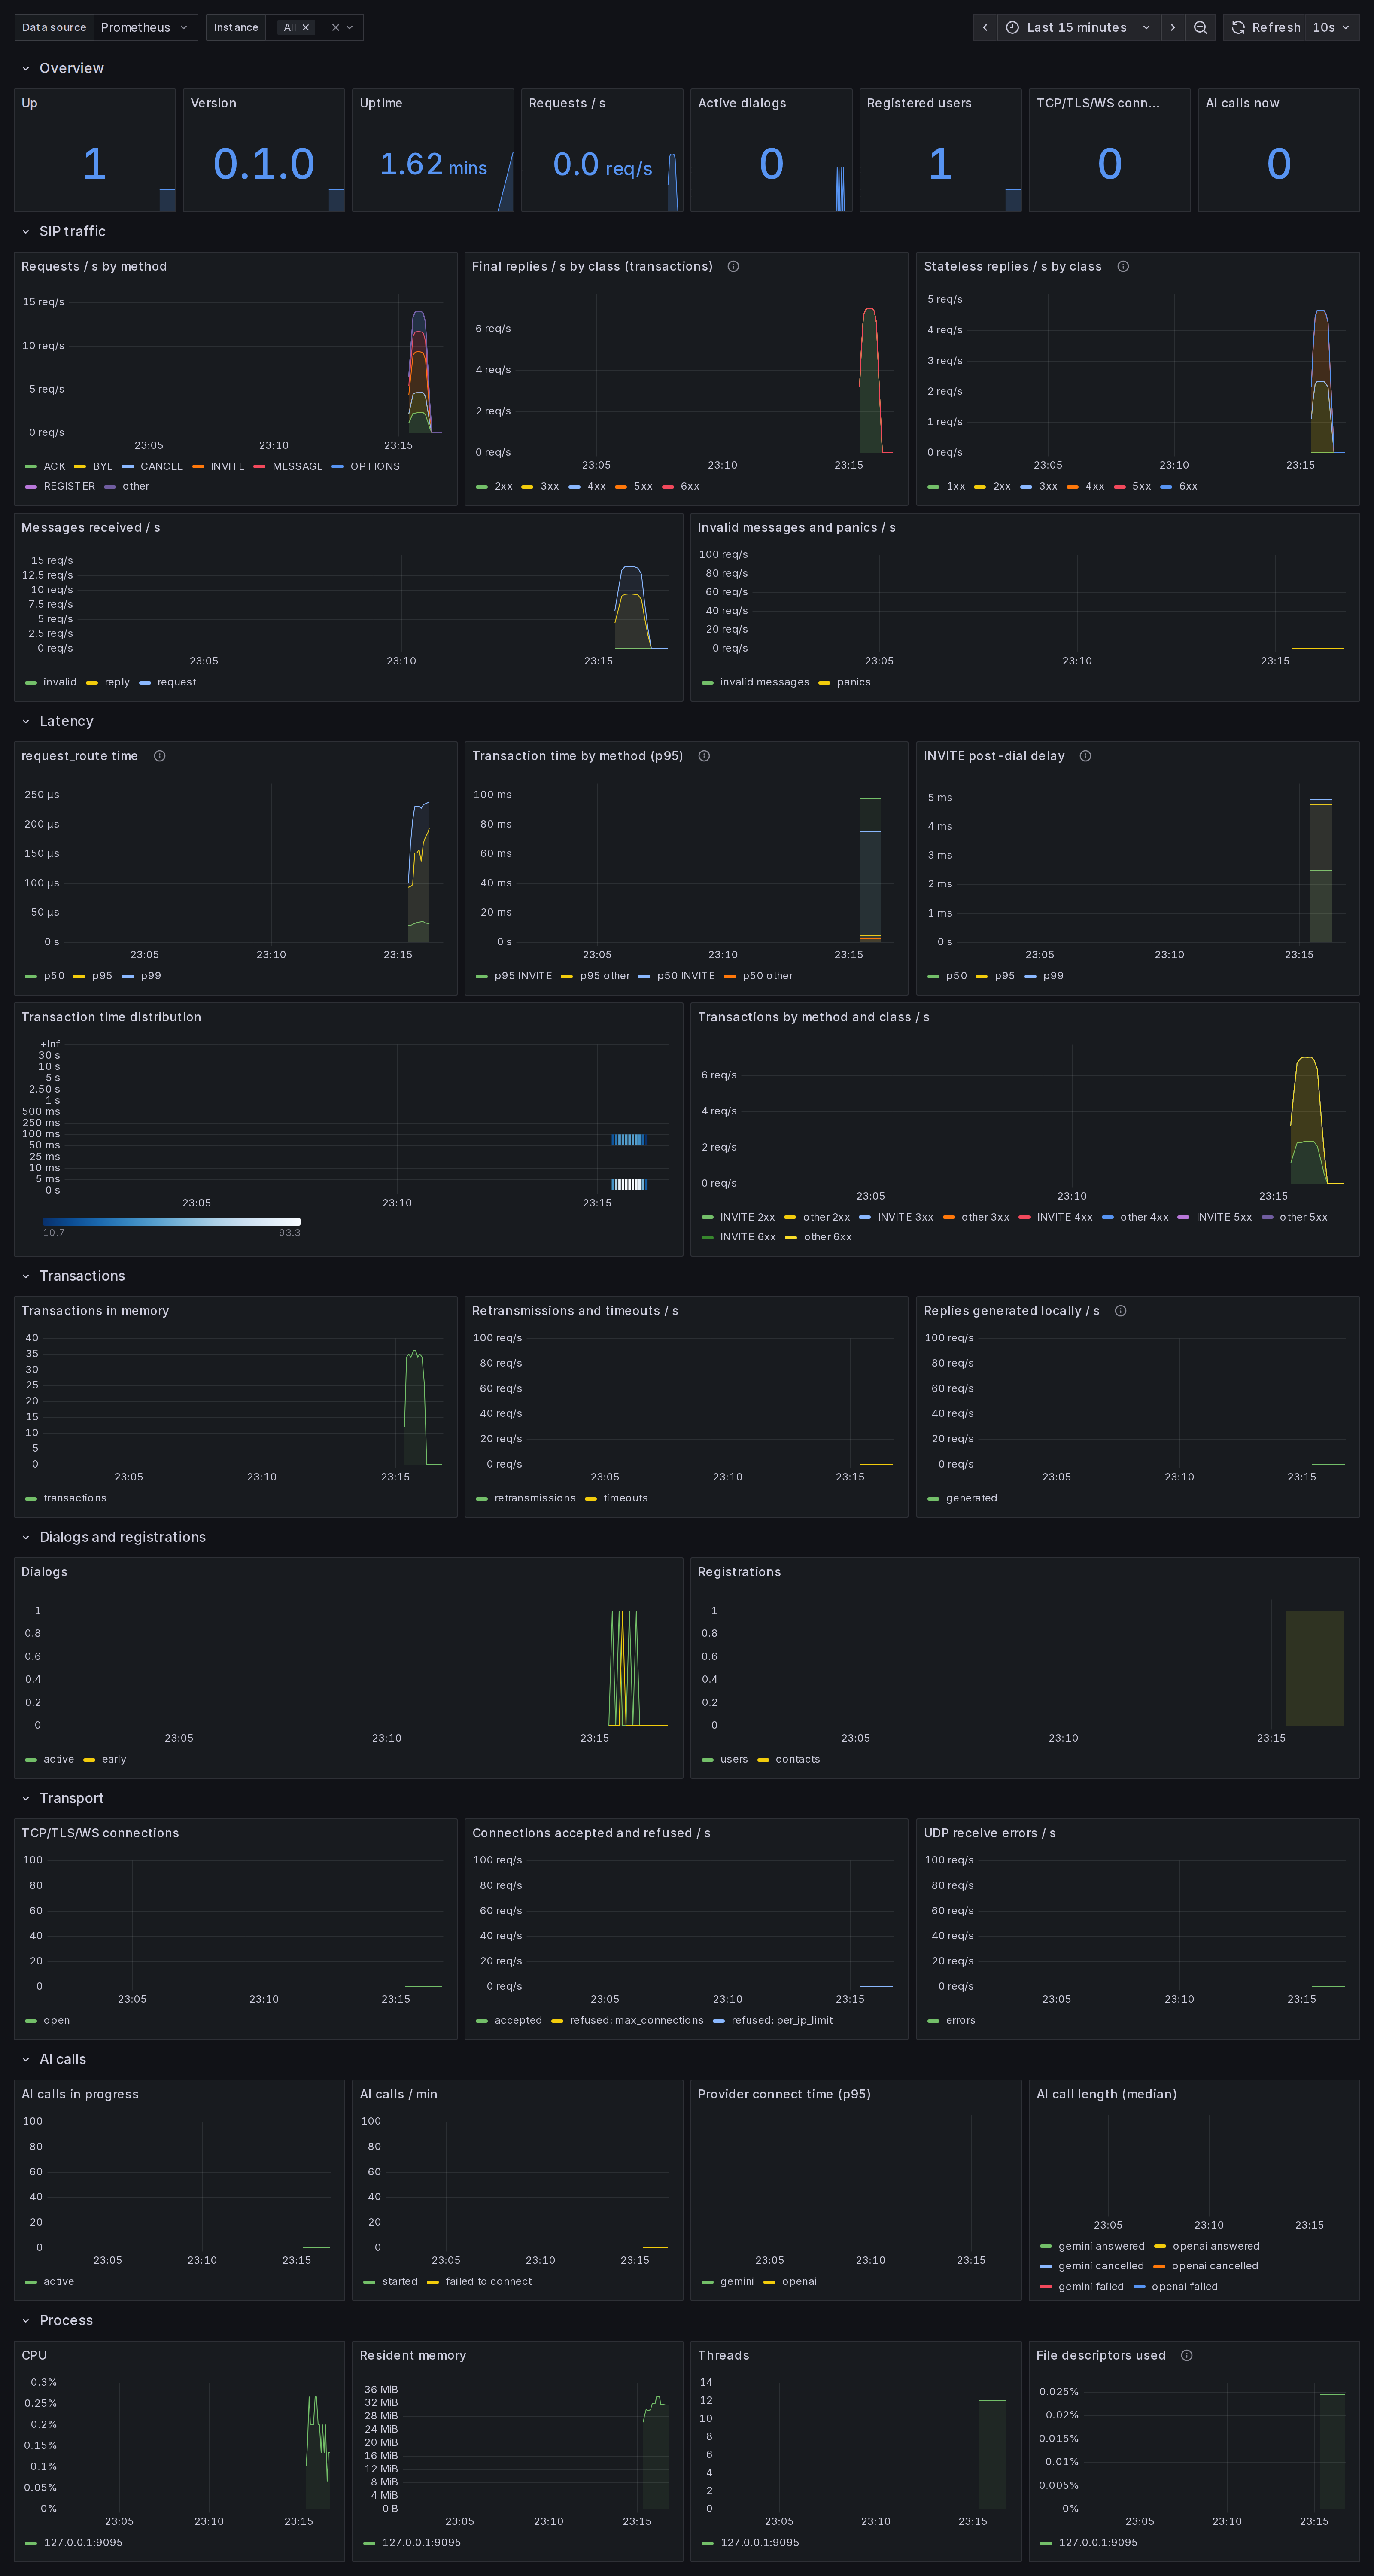 Data source Prometheus Instance All Last 15 minutes Refresh 10s
Overview
Up Version Uptime Requests / s Active dialogs Registered users TCP/TLS/WS conn... AI calls now
1 0.1.0 1.62 mins 0.0 req/s 0 1 0 0
SIP traffic
Requests / s by method
15 req/s
10 req/s
5 req/s
0 req/s
23:05 23:10 23:15
ACK BYE CANCEL INVITE MESSAGE OPTIONS
REGISTER other
Final replies / s by class (transactions)
6 req/s
4 req/s
2 req/s
0 req/s
23:05 23:10 23:15
2xx 3xx 4xx 5xx 6xx
Stateless replies / s by class
5 req/s
4 req/s
3 req/s
2 req/s
1 req/s
0 req/s
23:05 23:10 23:15
1xx 2xx 3xx 4xx 5xx 6xx
Messages received / s
15 req/s
12.5 req/s
10 req/s
7.5 req/s
5 req/s
2.5 req/s
0 req/s
23:05 23:10 23:15
invalid reply request
Invalid messages and panics / s
100 req/s
80 req/s
60 req/s
40 req/s
20 req/s
0 req/s
23:05 23:10 23:15
invalid messages panics
Latency
request_route time
250 µs
200 µs
150 µs
100 µs
50 µs
0 s
23:05 23:10 23:15
p50 p95 p99
Transaction time by method (p95)
100 ms
80 ms
60 ms
40 ms
20 ms
0 s
23:05 23:10 23:15
p95 INVITE p95 other p50 INVITE p50 other
INVITE post-dial delay
5 ms
4 ms
3 ms
2 ms
1 ms
0 s
23:05 23:10 23:15
p50 p95 p99
Transaction time distribution
+Inf
30 s
10 s
5 s
2.50 s
1 s
500 ms
250 ms
100 ms
50 ms
25 ms
10 ms
5 ms
0 s
23:05 23:10 23:15
10.7 93.3
Transactions by method and class / s
6 req/s
4 req/s
2 req/s
0 req/s
23:05 23:10 23:15
INVITE 2xx other 2xx INVITE 3xx other 3xx INVITE 4xx other 4xx INVITE 5xx other 5xx
INVITE 6xx other 6xx
Transactions
Transactions in memory
40
35
30
25
20
15
10
5
0
23:05 23:10 23:15
transactions
Retransmissions and timeouts / s
100 req/s
80 req/s
60 req/s
40 req/s
20 req/s
0 req/s
23:05 23:10 23:15
retransmissions timeouts
Replies generated locally / s
100 req/s
80 req/s
60 req/s
40 req/s
20 req/s
0 req/s
23:05 23:10 23:15
generated
Dialogs and registrations
Dialogs
1
0.8
0.6
0.4
0.2
0
23:05 23:10 23:15
active early
Registrations
1
0.8
0.6
0.4
0.2
0
23:05 23:10 23:15
users contacts
Transport
TCP/TLS/WS connections
100
80
60
40
20
0
23:05 23:10 23:15
open
Connections accepted and refused / s
100 req/s
80 req/s
60 req/s
40 req/s
20 req/s
0 req/s
23:05 23:10 23:15
accepted refused: max_connections refused: per_ip_limit
UDP receive errors / s
100 req/s
80 req/s
60 req/s
40 req/s
20 req/s
0 req/s
23:05 23:10 23:15
errors
AI calls
AI calls in progress
100
80
60
40
20
0
23:05 23:10 23:15
active
AI calls / min
100
80
60
40
20
0
23:05 23:10 23:15
started failed to connect
Provider connect time (p95)
23:05 23:10 23:15
gemini openai
AI call length (median)
23:05 23:10 23:15
gemini answered openai answered
gemini cancelled openai cancelled
gemini failed openai failed
Process
CPU
0.3%
0.25%
0.2%
0.15%
0.1%
0.05%
0%
23:05 23:10 23:15
127.0.0.1:9095
Resident memory
36 MiB
32 MiB
28 MiB
24 MiB
20 MiB
16 MiB
12 MiB
8 MiB
4 MiB
0 B
23:05 23:10 23:15
127.0.0.1:9095
Threads
14
12
10
8
6
4
2
0
23:05 23:10 23:15
127.0.0.1:9095
File descriptors used
0.025%
0.02%
0.015%
0.01%
0.005%
0%
23:05 23:10 23:15
127.0.0.1:9095